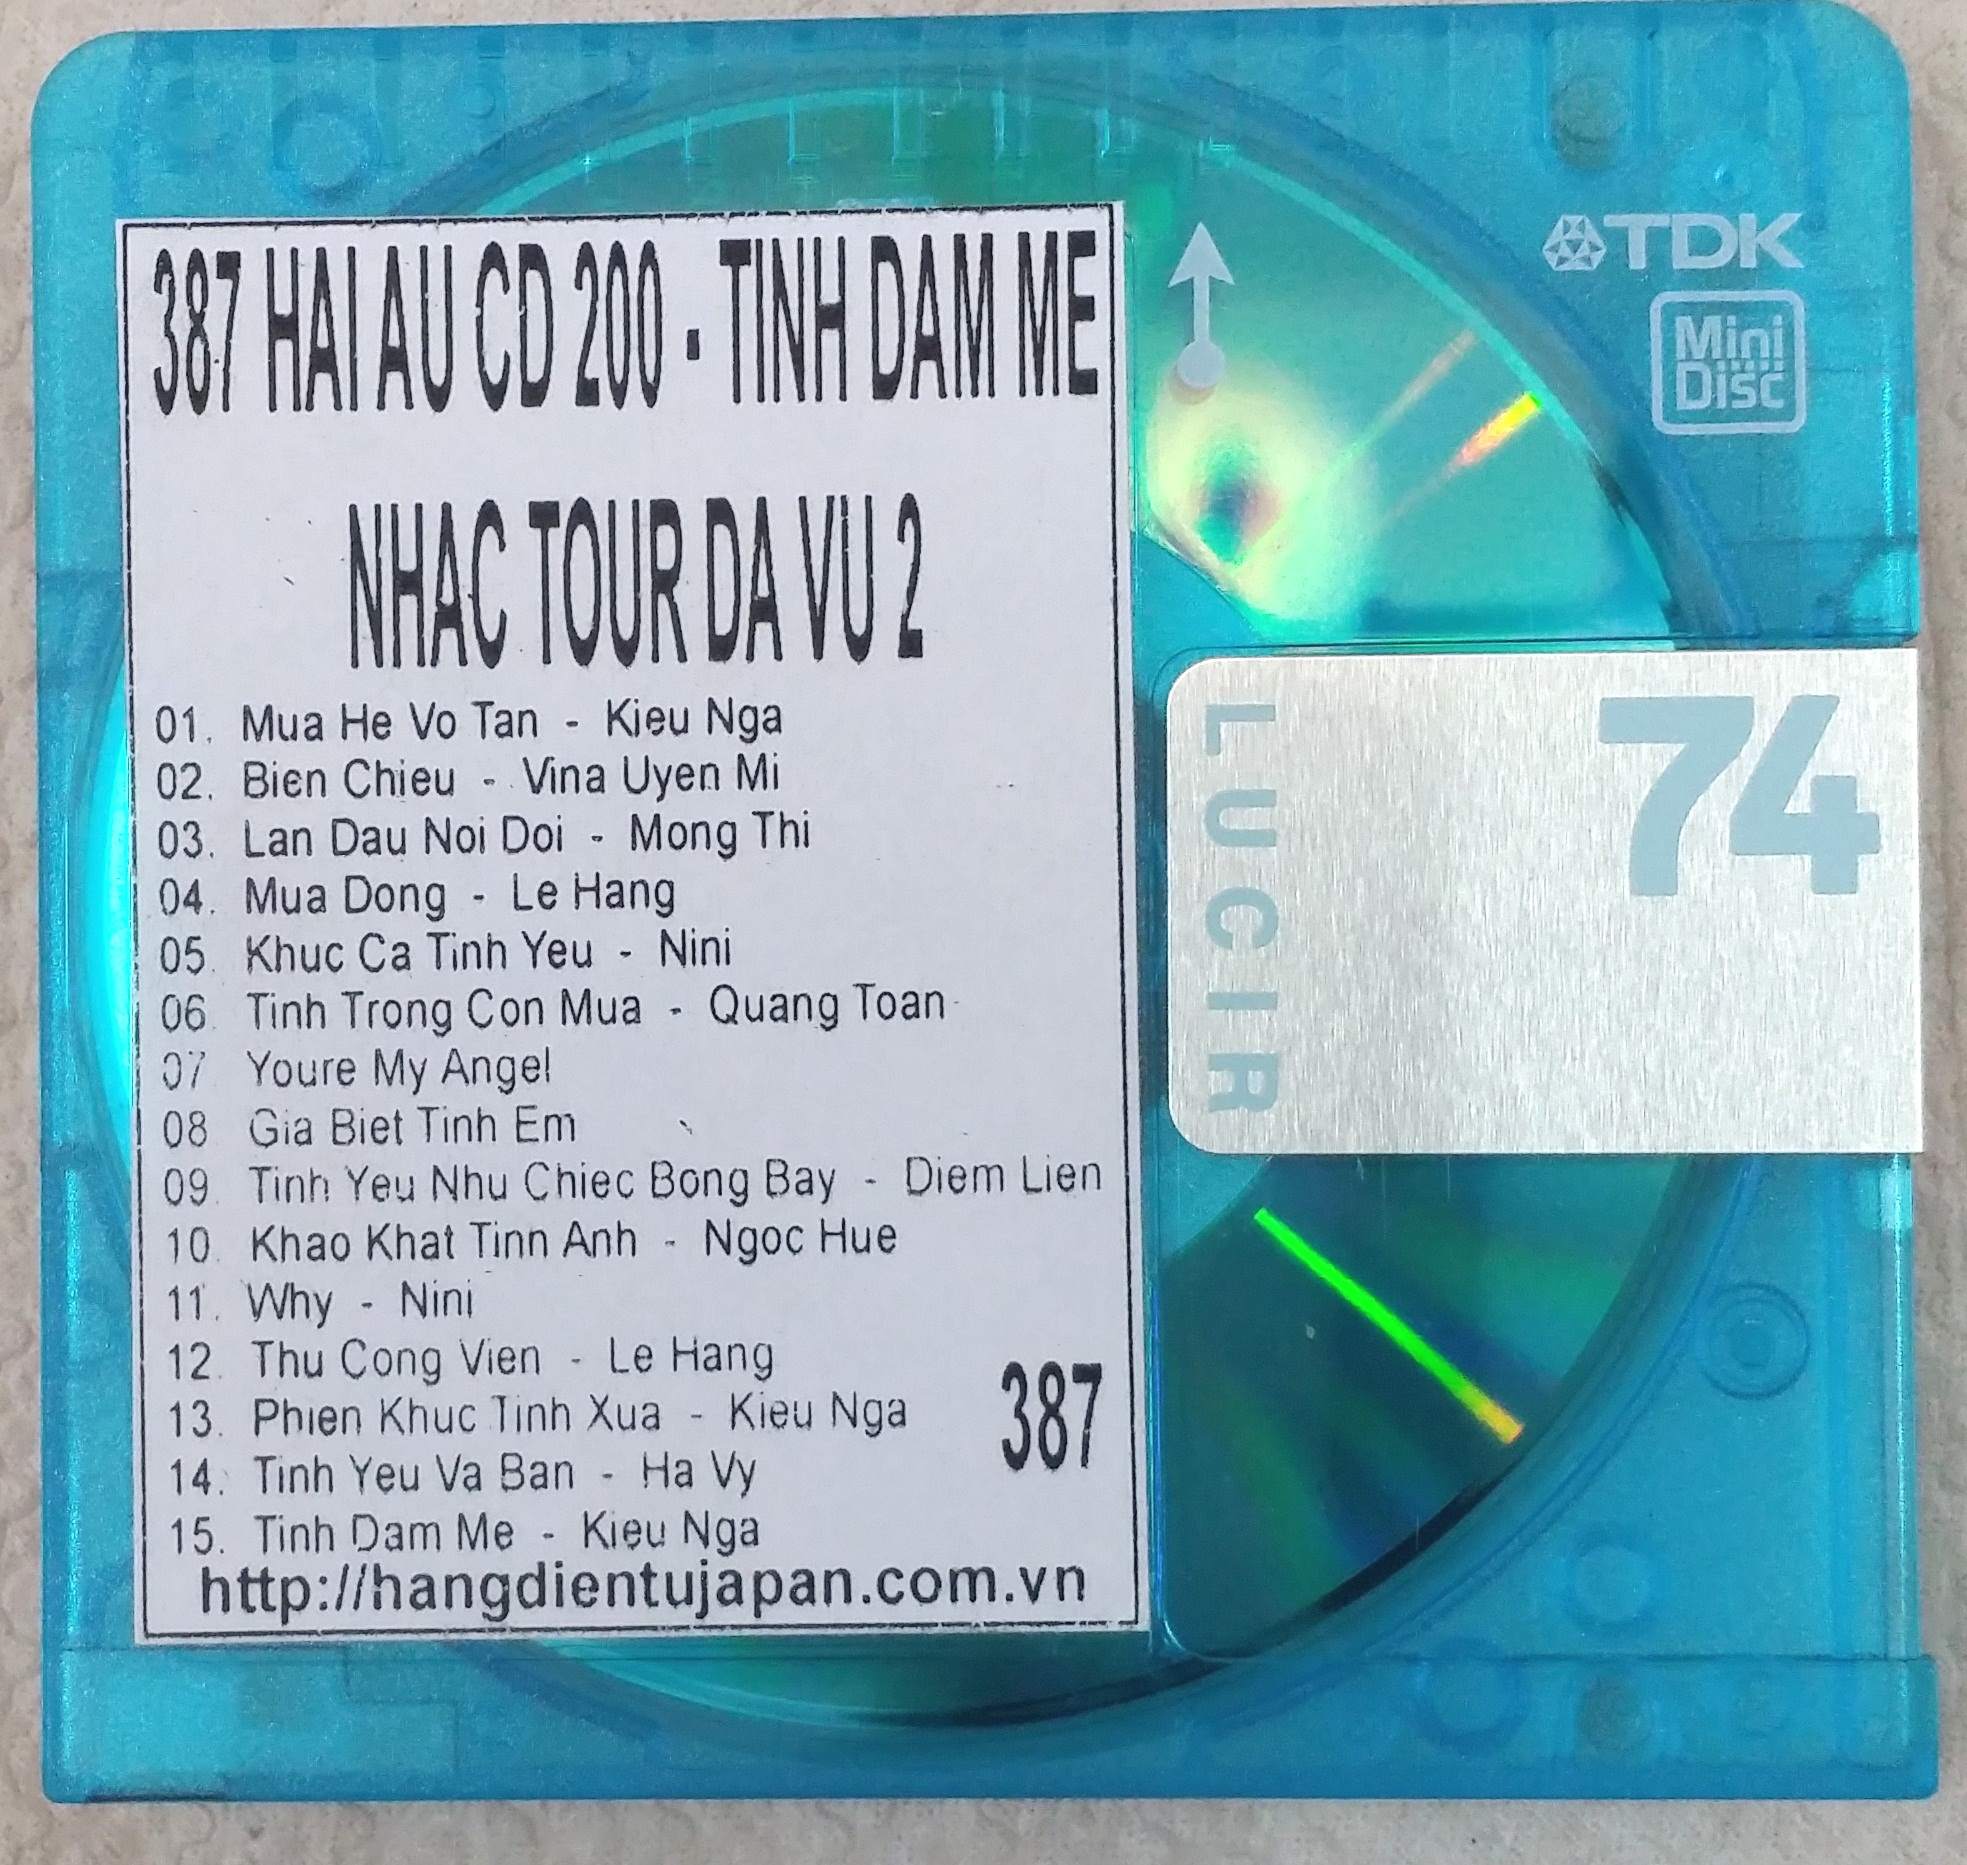 387 HAI AU CD 200 - TINH DAM ME
NHAC TOUR DA VU 2
01. Mua He Vo Tan - Kieu Nga
02. Bien Chieu - Vina Uyen Mi
03. Lan Dau Noi Doi - Mong Thi
04. Mua Dong - Le Hang
05. Khuc Ca Tinh Yeu - Nini
06. Tinh Trong Con Mua - Quang Toan
07 Youre My Angel
08 Gia Biet Tinh Em
09. Tinh Yeu Nhu Chiec Bong Bay - Diem Lien
10. Khao Khat Tinh Anh - Ngoc Hue
11. Why - Nini
12. Thu Cong Vien - Le Hang
13. Phien Khuc Tinh Xua - Kieu Nga
14. Tinh Yeu Va Ban - Ha Vy
15. Tinh Dam Me - Kieu Nga
387
http://hangdientujapan.com.vn
TDK
Mini
Disc
74
LUCIR